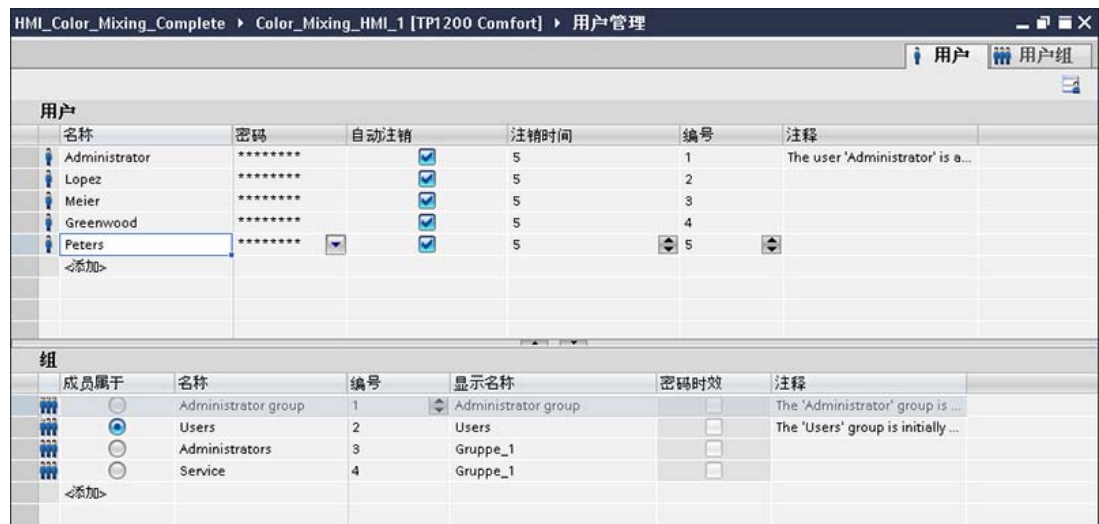 HMI_Color_Mixing_Complete ▸ Color_Mixing_HMI_1 [TP1200 Comfort] ▸ 用户管理
用户 用户组
用户
名称 密码 自动注销 注销时间 编号 注释
Administrator ******** 5 1 The user 'Administrator' is a...
Lopez ******** 5 2
Meier ******** 5 3
Greenwood ******** 5 4
Peters ******** 5 5
<添加>
组
成员属于 名称 编号 显示名称 密码时效 注释
Administrator group 1 Administrator group The 'Administrator' group is ...
Users 2 Users The 'Users' group is initially ...
Administrators 3 Gruppe_1
Service 4 Gruppe_1
<添加>